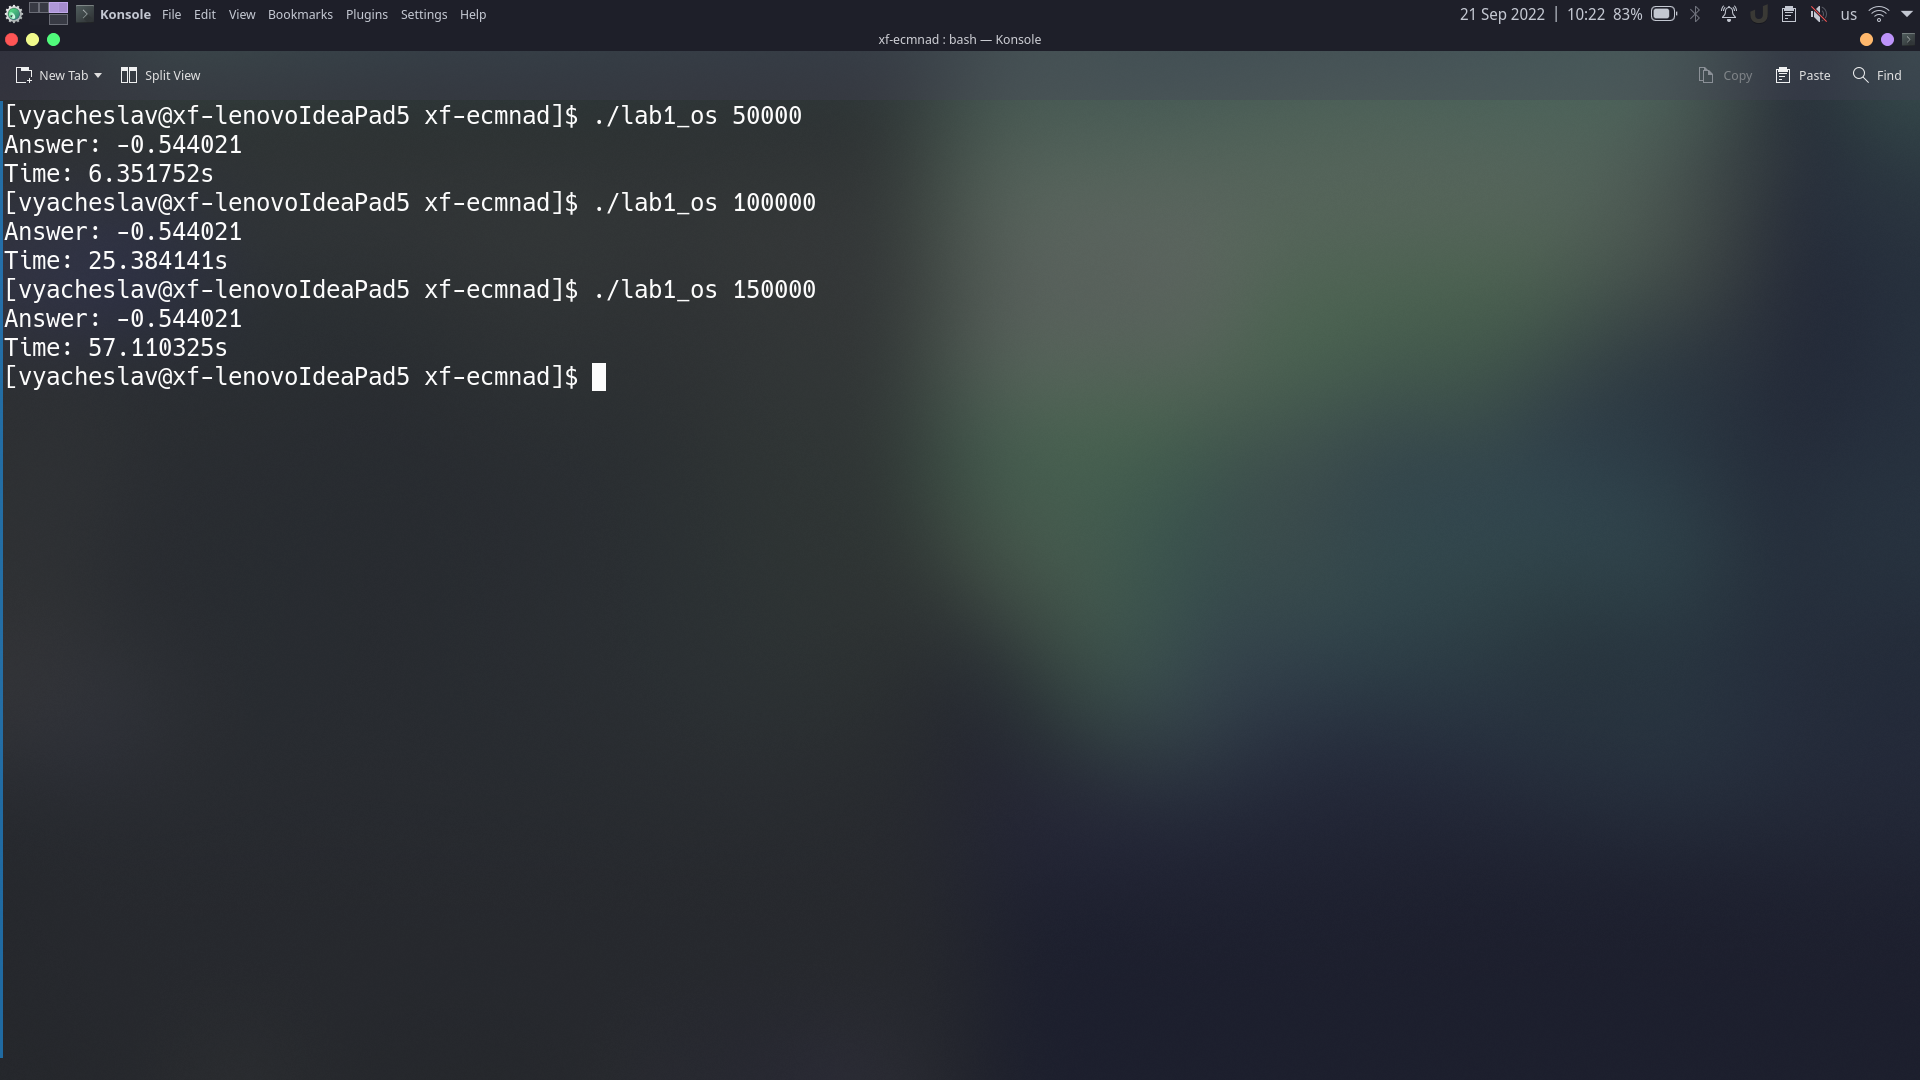 Konsole File Edit View Bookmarks Plugins Settings Help 21 Sep 2022 | 10:22 83% us
xf-ecmnad : bash — Konsole
New Tab Split View Copy Paste Find
[vyacheslav@xf-lenovoIdeaPad5 xf-ecmnad]$ ./lab1_os 50000
Answer: -0.544021
Time: 6.351752s
[vyacheslav@xf-lenovoIdeaPad5 xf-ecmnad]$ ./lab1_os 100000
Answer: -0.544021
Time: 25.384141s
[vyacheslav@xf-lenovoIdeaPad5 xf-ecmnad]$ ./lab1_os 150000
Answer: -0.544021
Time: 57.110325s
[vyacheslav@xf-lenovoIdeaPad5 xf-ecmnad]$